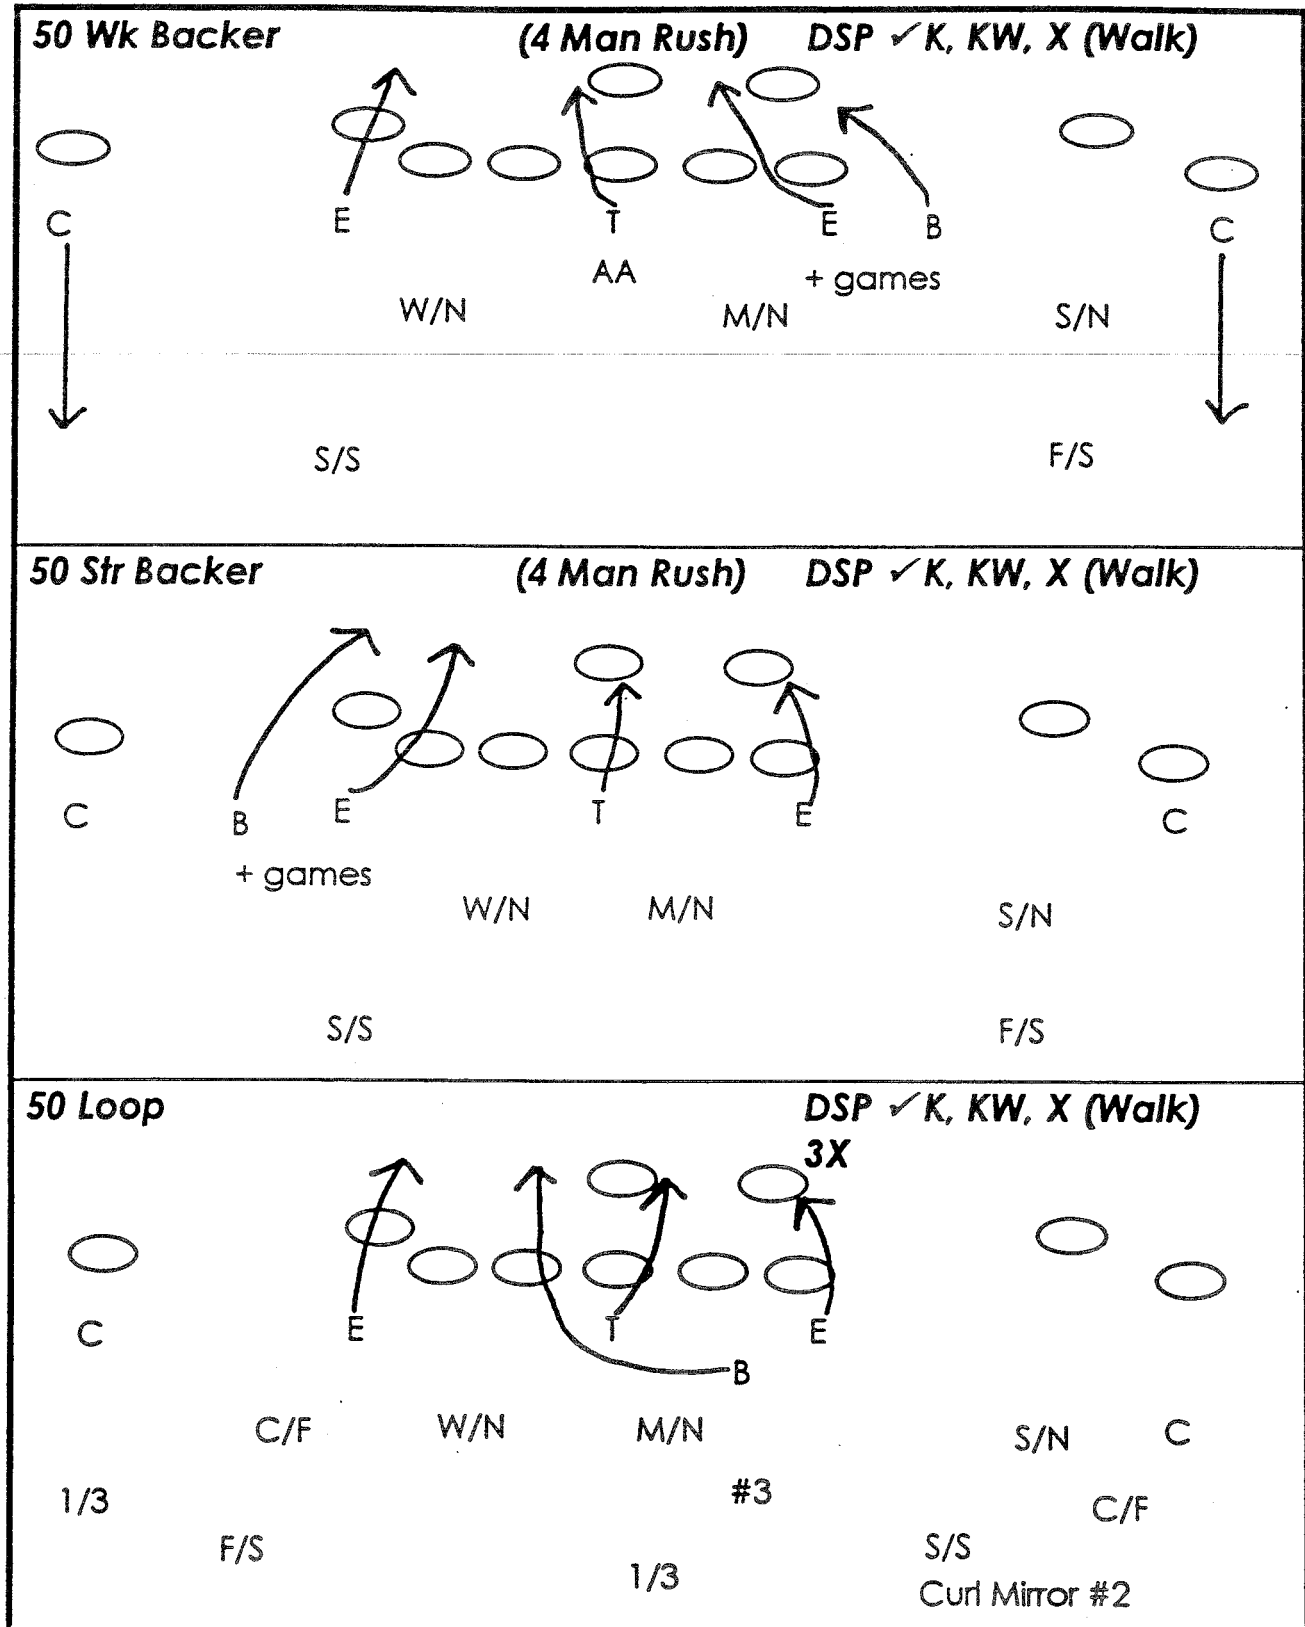 50 Wk Backer (4 Man Rush) DSP ✓K, KW, X (Walk)
C E T E B C
AA + games
W/N M/N S/N
S/S F/S
50 Str Backer (4 Man Rush) DSP ✓K, KW, X (Walk)
C B E T E C
+ games
W/N M/N S/N
S/S F/S
50 Loop DSP ✓K, KW, X (Walk)
3X
C E T E
B
C/F W/N M/N S/N C
1/3 #3 C/F
F/S S/S
1/3 Curl Mirror #2